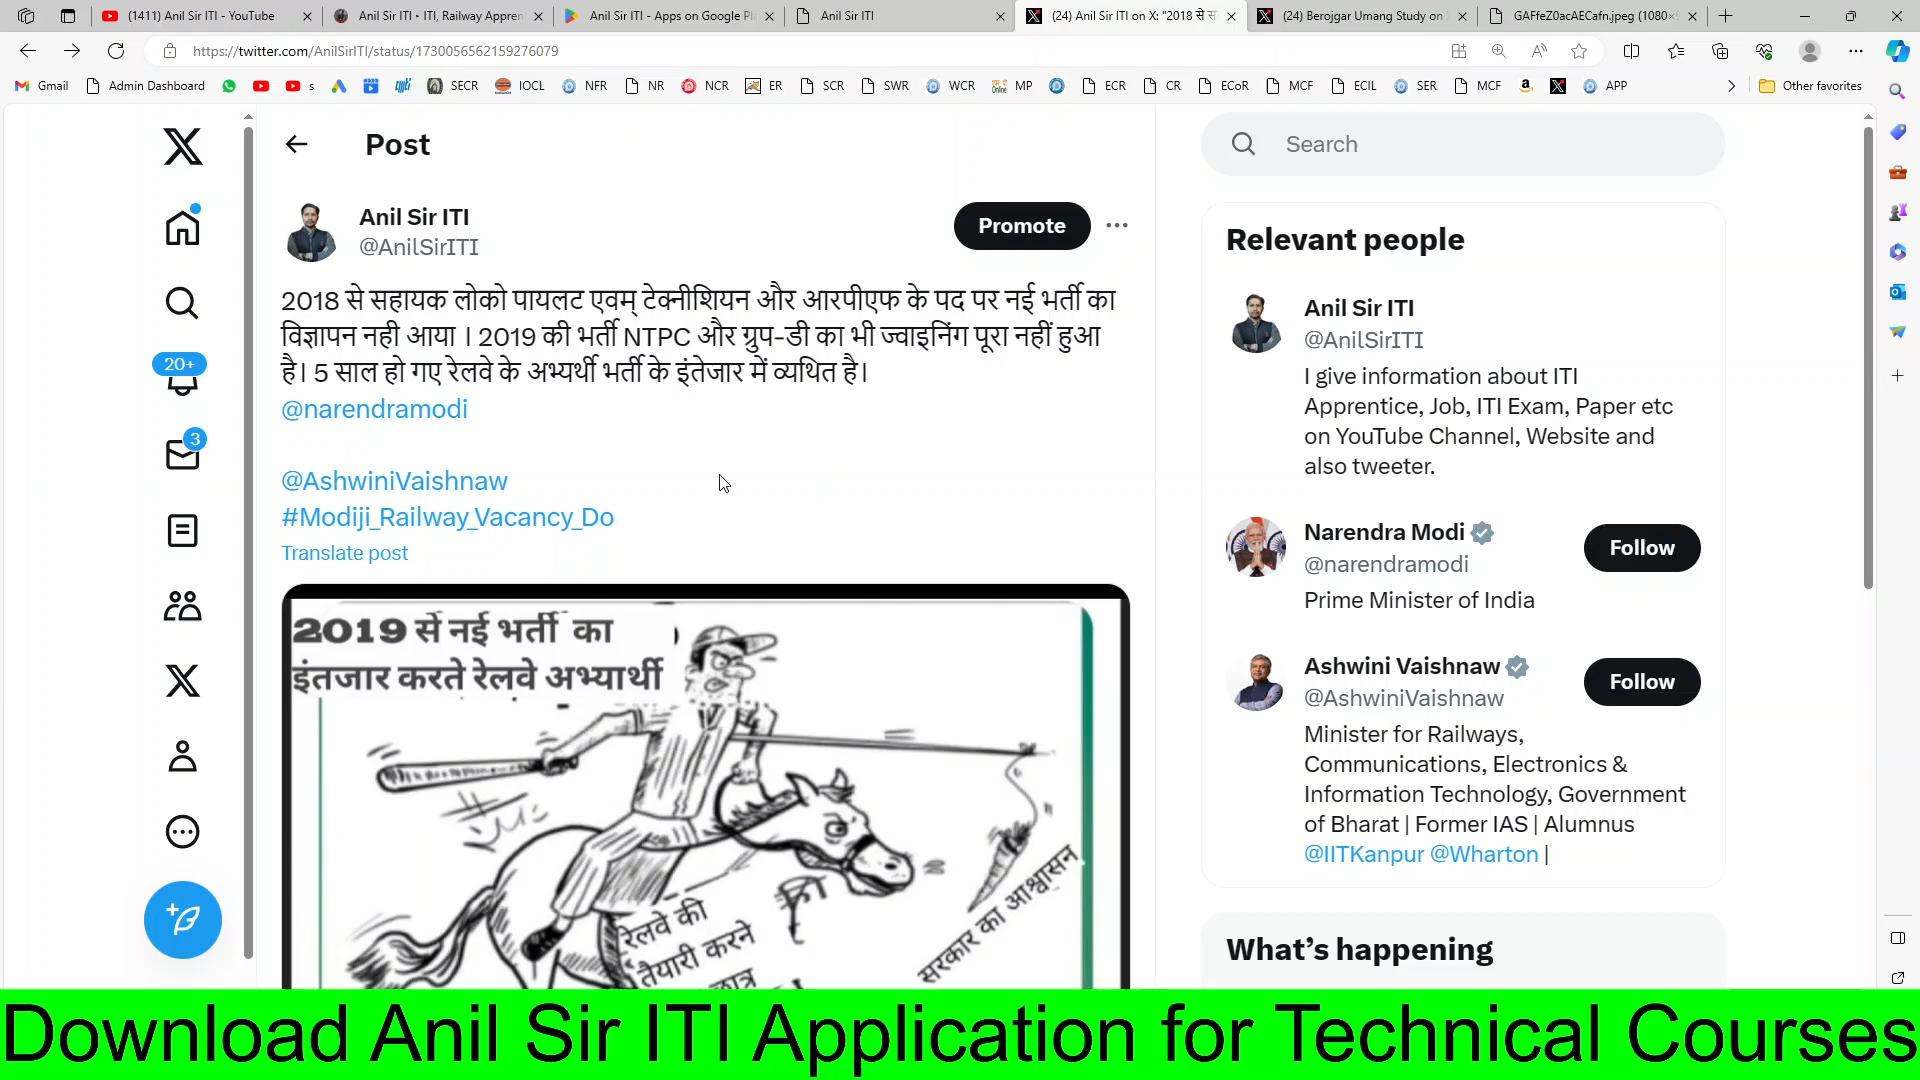 (1411) Anil Sir ITI - YouTube
Anil Sir ITI • ITI, Railway Appren
Anil Sir ITI - Apps on Google Pl
Anil Sir ITI
(24) Anil Sir ITI on X: "2018 से स
(24) Berojgar Umang Study on
GAFfeZ0acAECafn.jpeg (1080×
https://twitter.com/AnilSirITI/status/1730056562159276079
Gmail Admin Dashboard s SECR IOCL NFR NR NCR ER SCR SWR WCR MP ECR CR ECoR MCF ECIL SER MCF APP Other favorites
Post
Search
Anil Sir ITI
@AnilSirITI
Promote
2018 से सहायक लोको पायलट एवम् टेक्नीशियन और आरपीएफ के पद पर नई भर्ती का
विज्ञापन नही आया । 2019 की भर्ती NTPC और ग्रुप-डी का भी ज्वाइनिंग पूरा नहीं हुआ
है। 5 साल हो गए रेलवे के अभ्यर्थी भर्ती के इंतेजार में व्यथित है।
@narendramodi
@AshwiniVaishnaw
#Modiji_Railway_Vacancy_Do
Translate post
20+
3
2019 से नई भर्ती का
इंतजार करते रेलवे अभ्यार्थी
रेलवे की
तैयारी करने
छात्र
सरकार का आश्वासन
Relevant people
Anil Sir ITI
@AnilSirITI
I give information about ITI
Apprentice, Job, ITI Exam, Paper etc
on YouTube Channel, Website and
also tweeter.
Narendra Modi
@narendramodi
Follow
Prime Minister of India
Ashwini Vaishnaw
@AshwiniVaishnaw
Follow
Minister for Railways,
Communications, Electronics &
Information Technology, Government
of Bharat | Former IAS | Alumnus
@IITKanpur @Wharton |
What's happening
Download Anil Sir ITI Application for Technical Courses